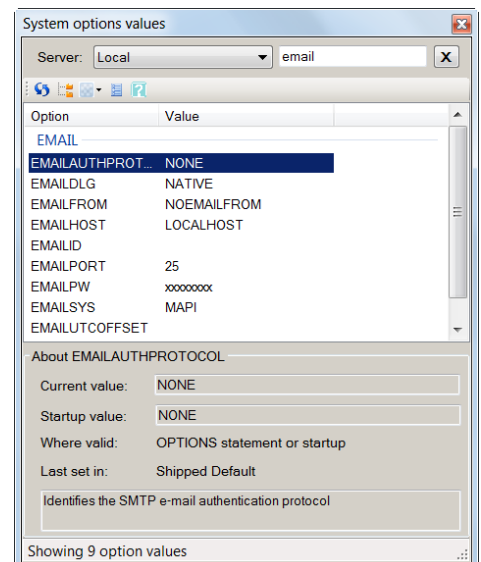 System options values
Server: Local email X
Option Value
EMAIL
EMAILAUTHPROT... NONE
EMAILDLG NATIVE
EMAILFROM NOEMAILFROM
EMAILHOST LOCALHOST
EMAILID
EMAILPORT 25
EMAILPW xxxxxxxx
EMAILSYS MAPI
EMAILUTCOFFSET
About EMAILAUTHPROTOCOL
Current value: NONE
Startup value: NONE
Where valid: OPTIONS statement or startup
Last set in: Shipped Default
Identifies the SMTP e-mail authentication protocol
Showing 9 option values